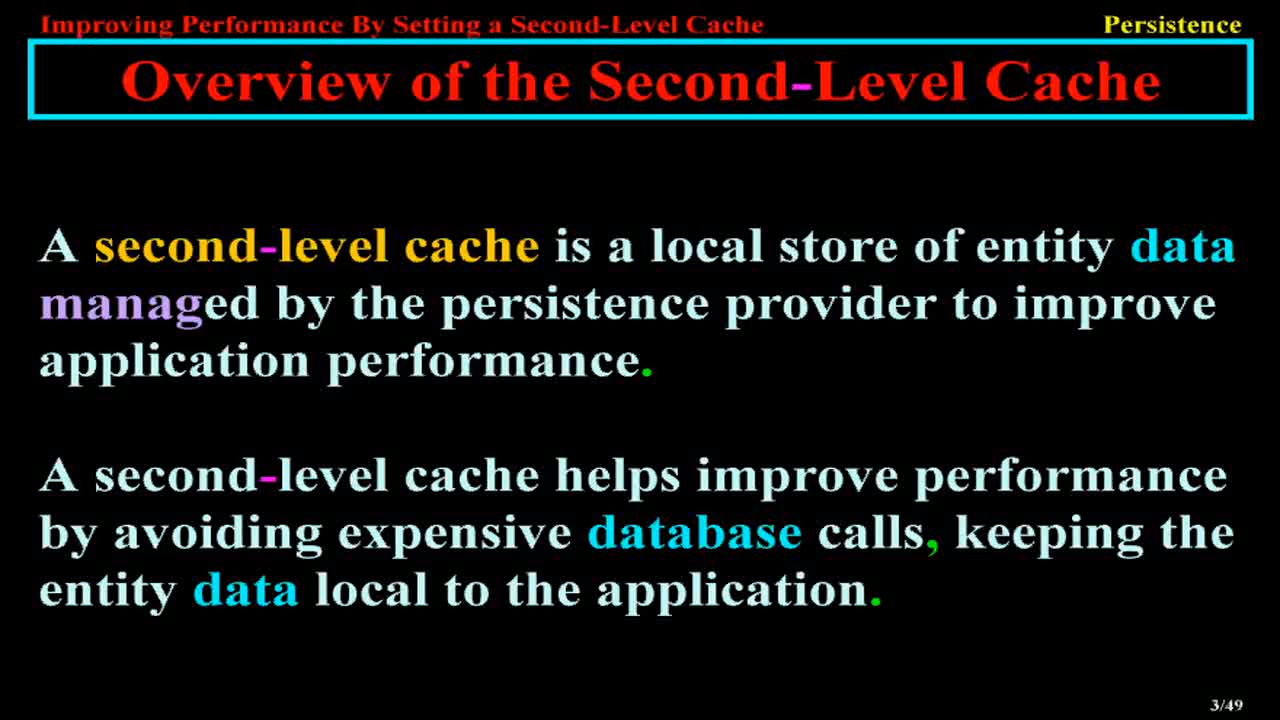 Improving Performance By Setting a Second-Level Cache
Persistence
Overview of the Second-Level Cache
A second-level cache is a local store of entity data
managed by the persistence provider to improve
application performance.
A second-level cache helps improve performance
by avoiding expensive database calls, keeping the
entity data local to the application.
3/49